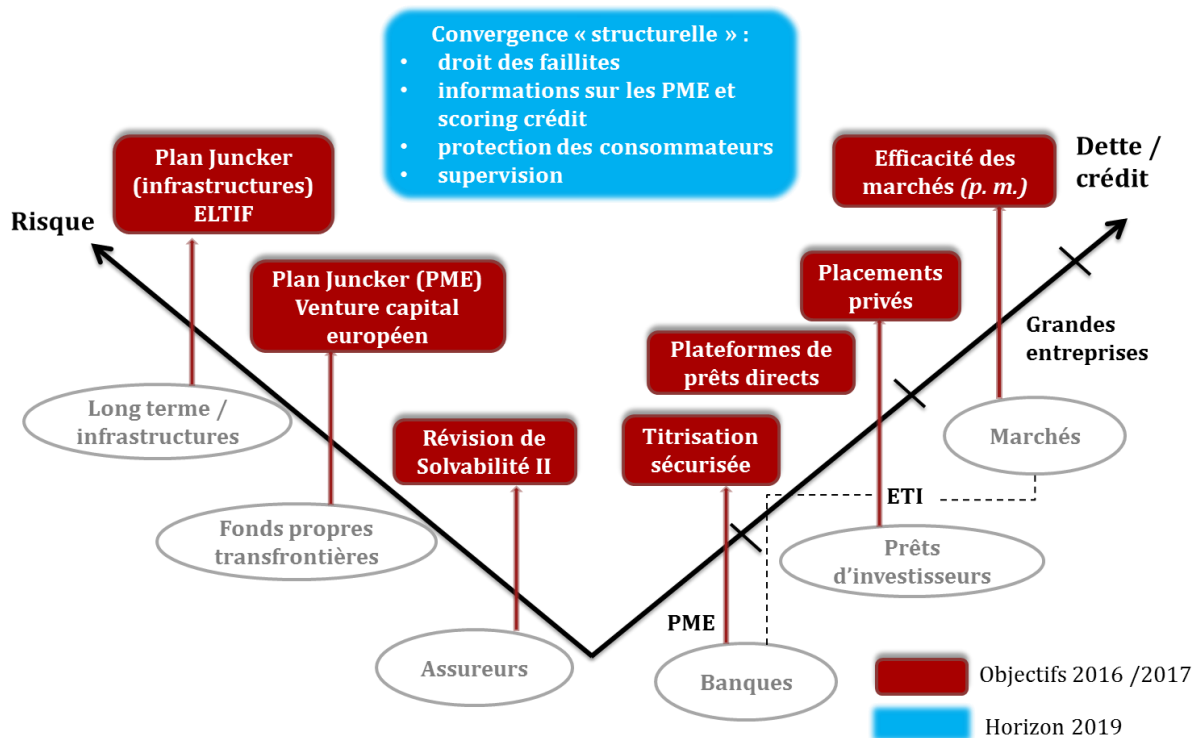 Convergence « structurelle » :
• droit des faillites
• informations sur les PME et
scoring crédit
• protection des consommateurs
• supervision
Plan Juncker
(infrastructures)
ELTIF
Efficacité des
marchés (p. m.)
Dette /
crédit
Risque
Plan Juncker (PME)
Venture capital
européen
Placements
privés
Grandes
entreprises
Plateformes de
prêts directs
Long terme /
infrastructures
Révision de
Solvabilité II
Titrisation
sécurisée
Marchés
ETI
Fonds propres
transfrontières
Prêts
d’investisseurs
PME
Assureurs
Banques
Objectifs 2016 /2017
Horizon 2019